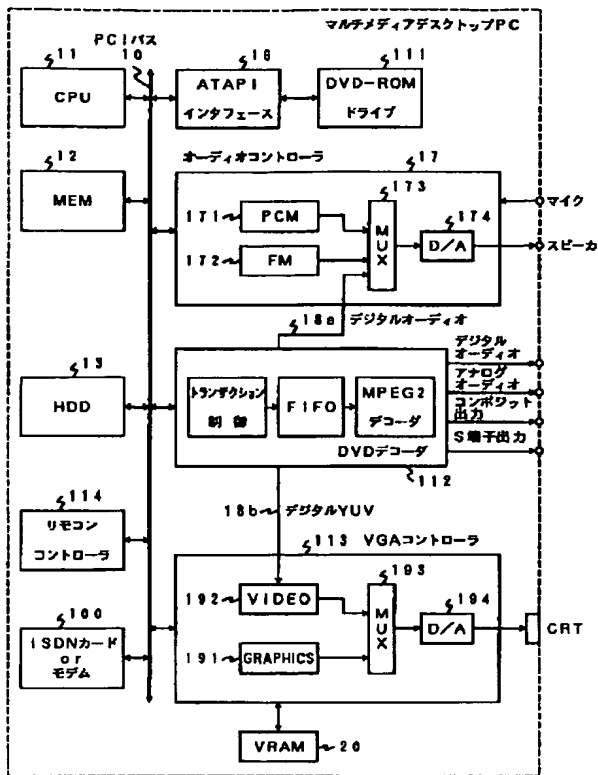 マルチメディアデスクトップPC
PCIバス
10
11
CPU
16
ATAPI
インタフェース
111
DVD-ROM
ドライブ
12
MEM
オーディオコントローラ
17
171
PCM
172
FM
173
MUX
174
D/A
マイク
スピーカ
18a デジタルオーディオ
13
HDD
トランザクション
制御
FIFO
MPEG2
デコーダ
DVDデコーダ
112
デジタル
オーディオ
アナログ
オーディオ
コンポジット
出力
S端子出力
18b デジタルYUV
114
リモコン
コントローラ
113 VGAコントローラ
192
VIDEO
191
GRAPHICS
193
MUX
194
D/A
CRT
100
ISDNカード
or
モデム
VRAM
20